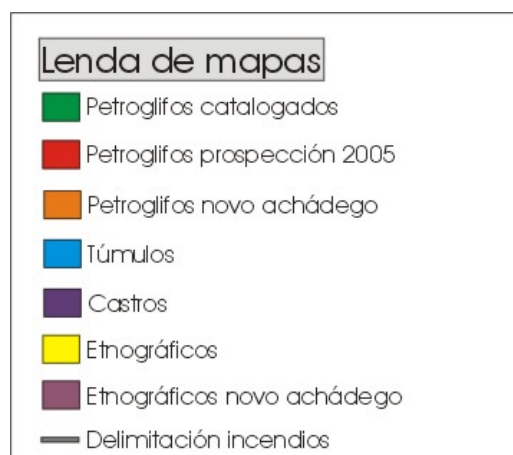 Lenda de mapas
Petroglifos catalogados
Petroglifos prospección 2005
Petroglifos novo achádego
Túmulos
Castros
Etnográficos
Etnográficos novo achádego
Delimitación incendios